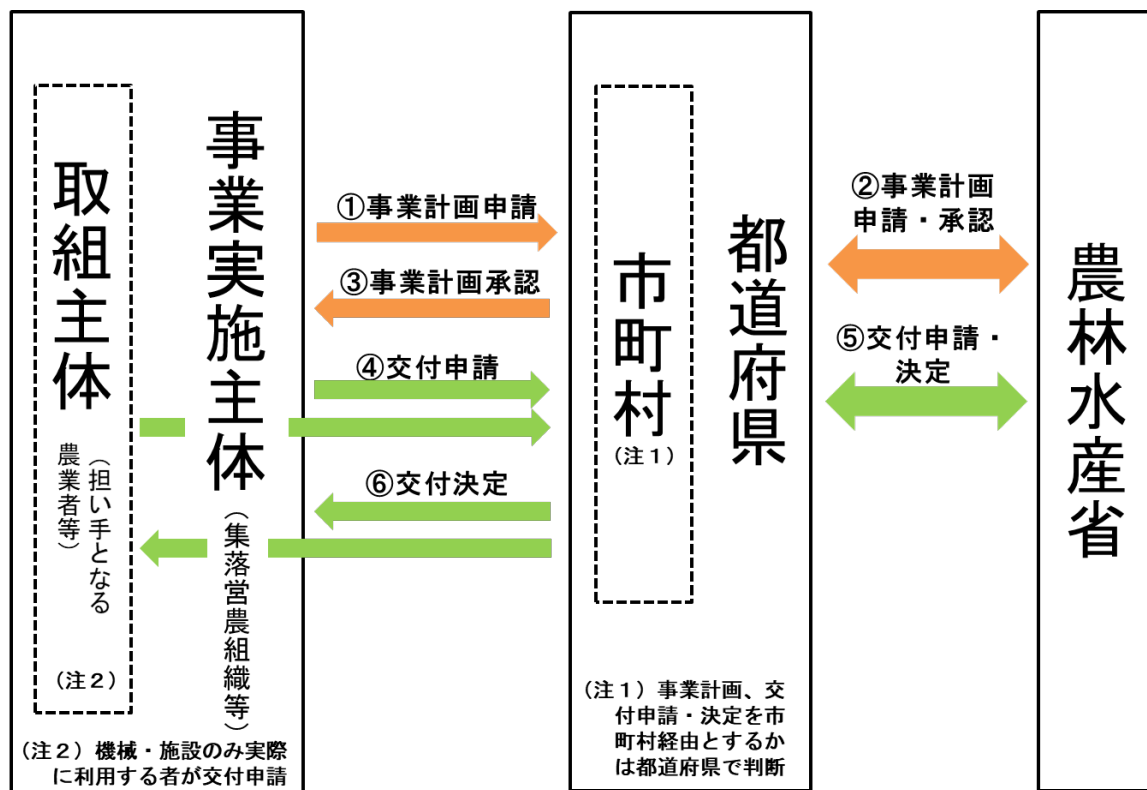 取組主体
（担い手となる
農業者等）
（注２）
事業実施主体
（集落営農組織等）
（注２）機械・施設のみ実際
に利用する者が交付申請
①事業計画申請
③事業計画承認
④交付申請
⑥交付決定
市町村
（注１）
都道府県
（注１）事業計画、交
付申請・決定を市
町村経由とするか
は都道府県で判断
②事業計画
申請・承認
⑤交付申請・
決定
農林水産省